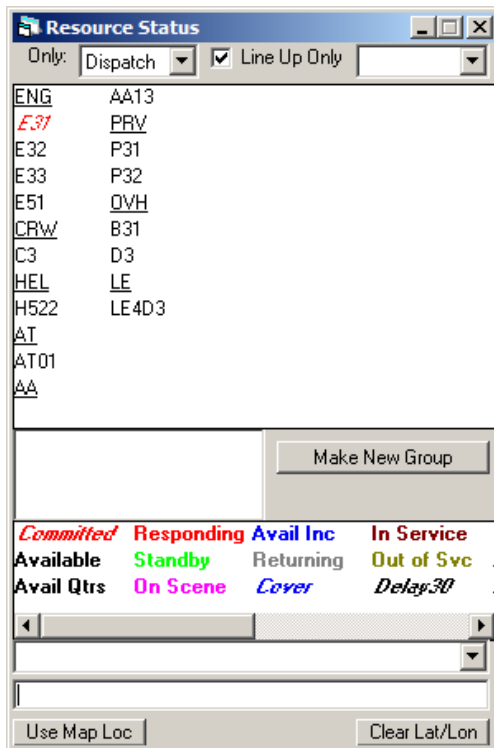 Resource Status
Only: Dispatch Line Up Only
ENG AA13
E31 PRV
E32 P31
E33 P32
E51 OVH
CRW B31
C3 D3
HEL LE
H522 LE4D3
AT
AT01
AA
Make New Group
Committed Responding Avail Inc In Service
Available Standby Returning Out of Svc
Avail Qtrs On Scene Cover Delay30
Use Map Loc Clear Lat/Lon